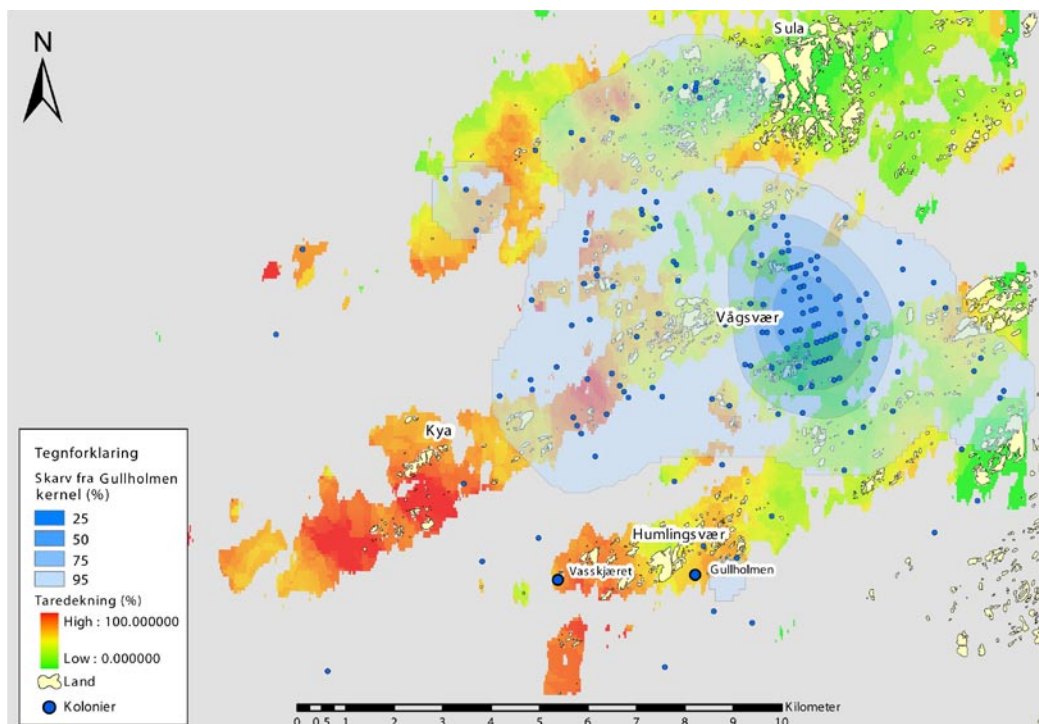 N
Sula
Vågsvær
Kya
Humlingsvær
Vasskjæret
Gullholmen
Tegnforklaring
Skarv fra Gullholmen
kernel (%)
25
50
75
95
Taredekning (%)
High : 100.000000
Low : 0.000000
Land
Kolonier
Kilometer
0 0.5 1 2 3 4 5 6 7 8 9 10